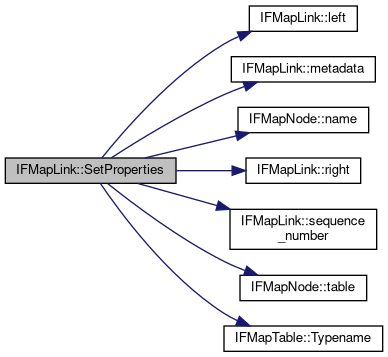 IFMapLink::left
IFMapLink::metadata
IFMapNode::name
IFMapLink::SetProperties
IFMapLink::right
IFMapLink::sequence
_number
IFMapNode::table
IFMapTable::Typename